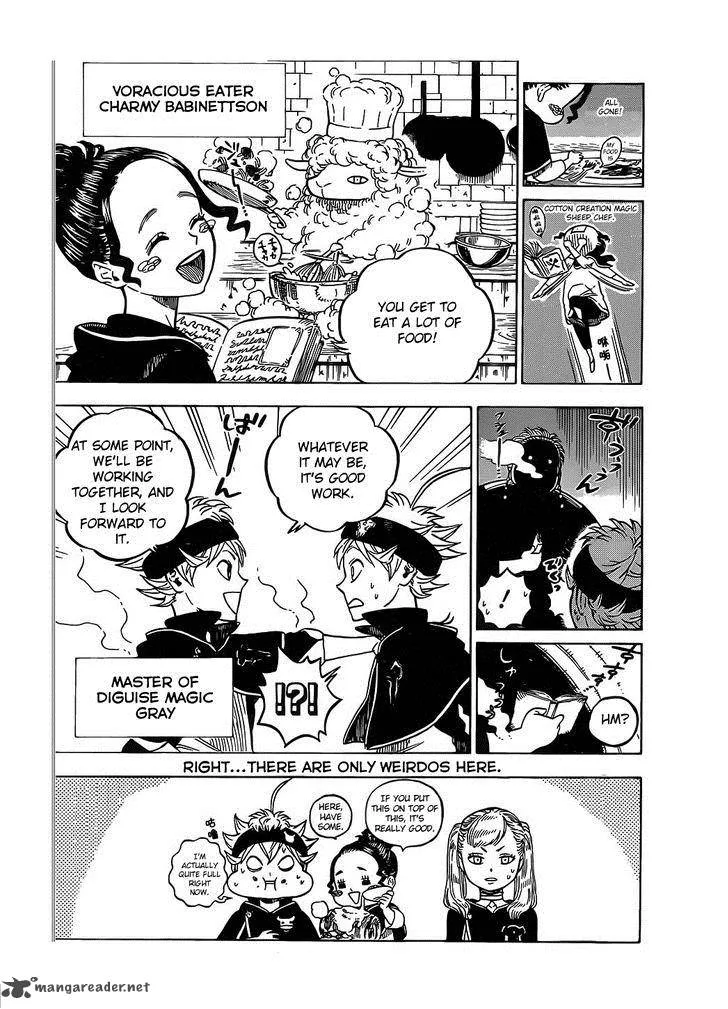 ALL
GONE!
MY
FOOD IS
VORACIOUS EATER
CHARMY BABINETTSON
COTTON CREATION MAGIC
SHEEP CHEF.
YOU GET TO
EAT A LOT OF
FOOD!
WHATEVER
IT MAY BE,
IT'S GOOD
WORK.
AT SOME POINT,
WE'LL BE
WORKING
TOGETHER, AND
I LOOK
FORWARD TO
IT.
!
HM?
!?!
MASTER OF
DIGUISE MAGIC
GRAY
RIGHT...THERE ARE ONLY WEIRDOS HERE.
IF YOU PUT
THIS ON TOP OF
THIS, IT'S
REALLY GOOD.
HERE,
HAVE
SOME.
I'M
ACTUALLY
QUITE FULL
RIGHT
NOW.
mangareader.net